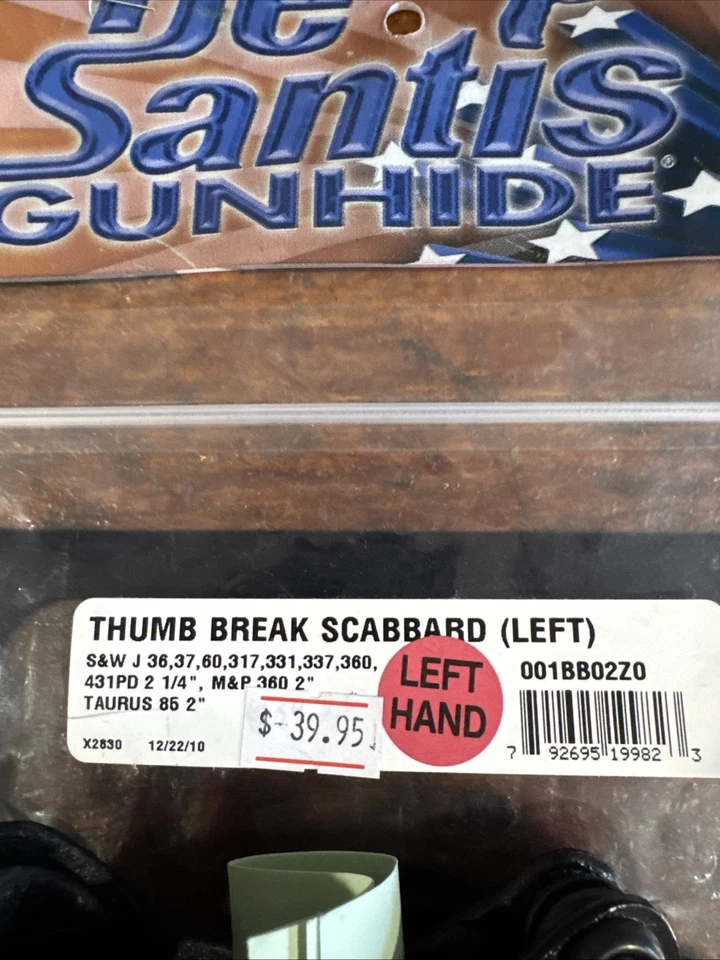 De
Santis
GUNHIDE®
THUMB BREAK SCABBARD (LEFT)
S&W J 36,37,60,317,331,337,360,
431PD 2 1/4", M&P 360 2"
TAURUS 85 2"
X2830 12/22/10
$-39.95
LEFT
HAND
001BB02Z0
7 92695 19982 3